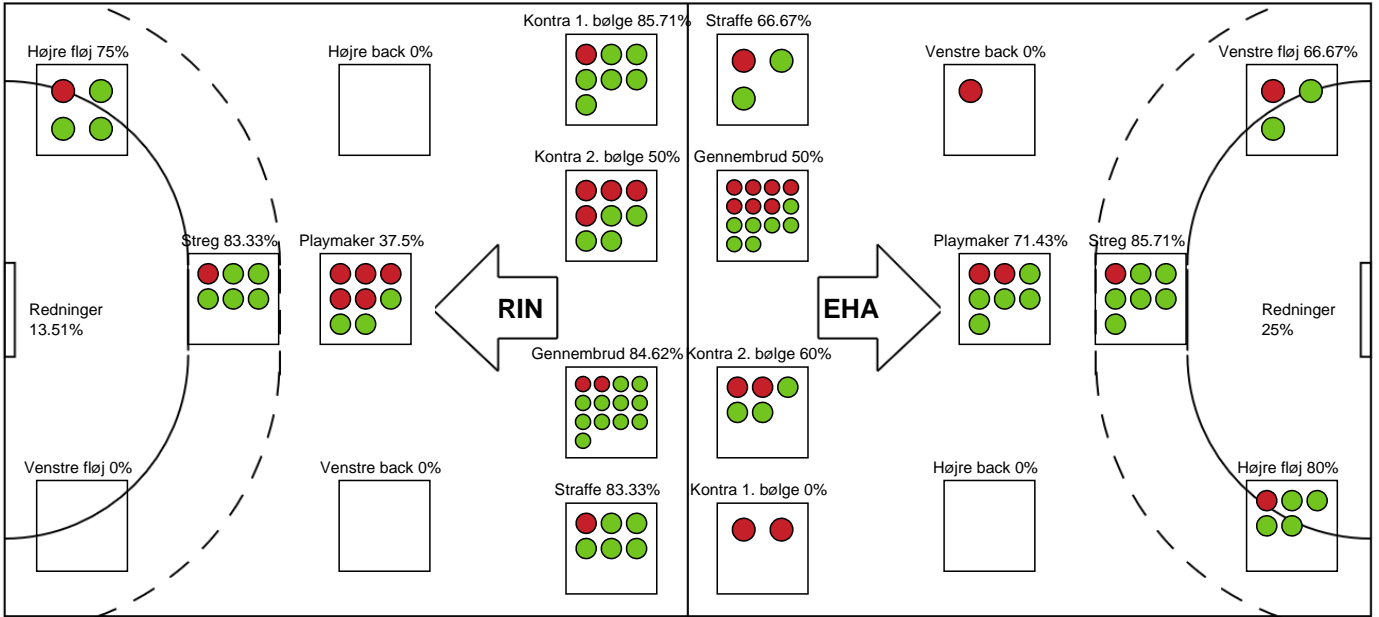 Kontra 1. bølge 85.71%
Straffe 66.67%
Højre fløj 75%
Højre back 0%
Venstre back 0%
Venstre fløj 66.67%
Kontra 2. bølge 50%
Gennembrud 50%
Streg 83.33%
Playmaker 37.5%
Playmaker 71.43%
Streg 85.71%
RIN
EHA
Redninger
13.51%
Redninger
25%
Gennembrud 84.62%
Kontra 2. bølge 60%
Venstre fløj 0%
Venstre back 0%
Højre back 0%
Højre fløj 80%
Straffe 83.33%
Kontra 1. bølge 0%